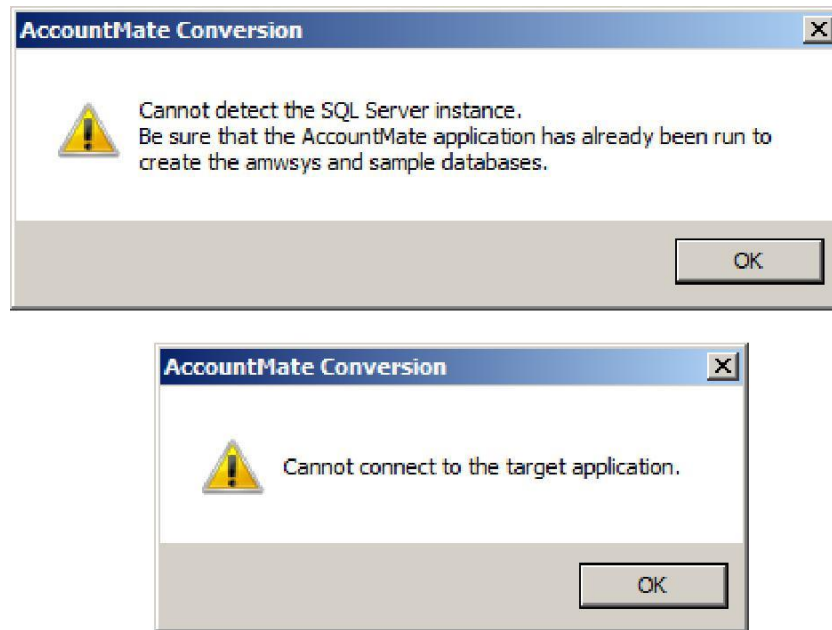 AccountMate Conversion
Cannot detect the SQL Server instance.
Be sure that the AccountMate application has already been run to
create the amwsys and sample databases.
OK
AccountMate Conversion
Cannot connect to the target application.
OK